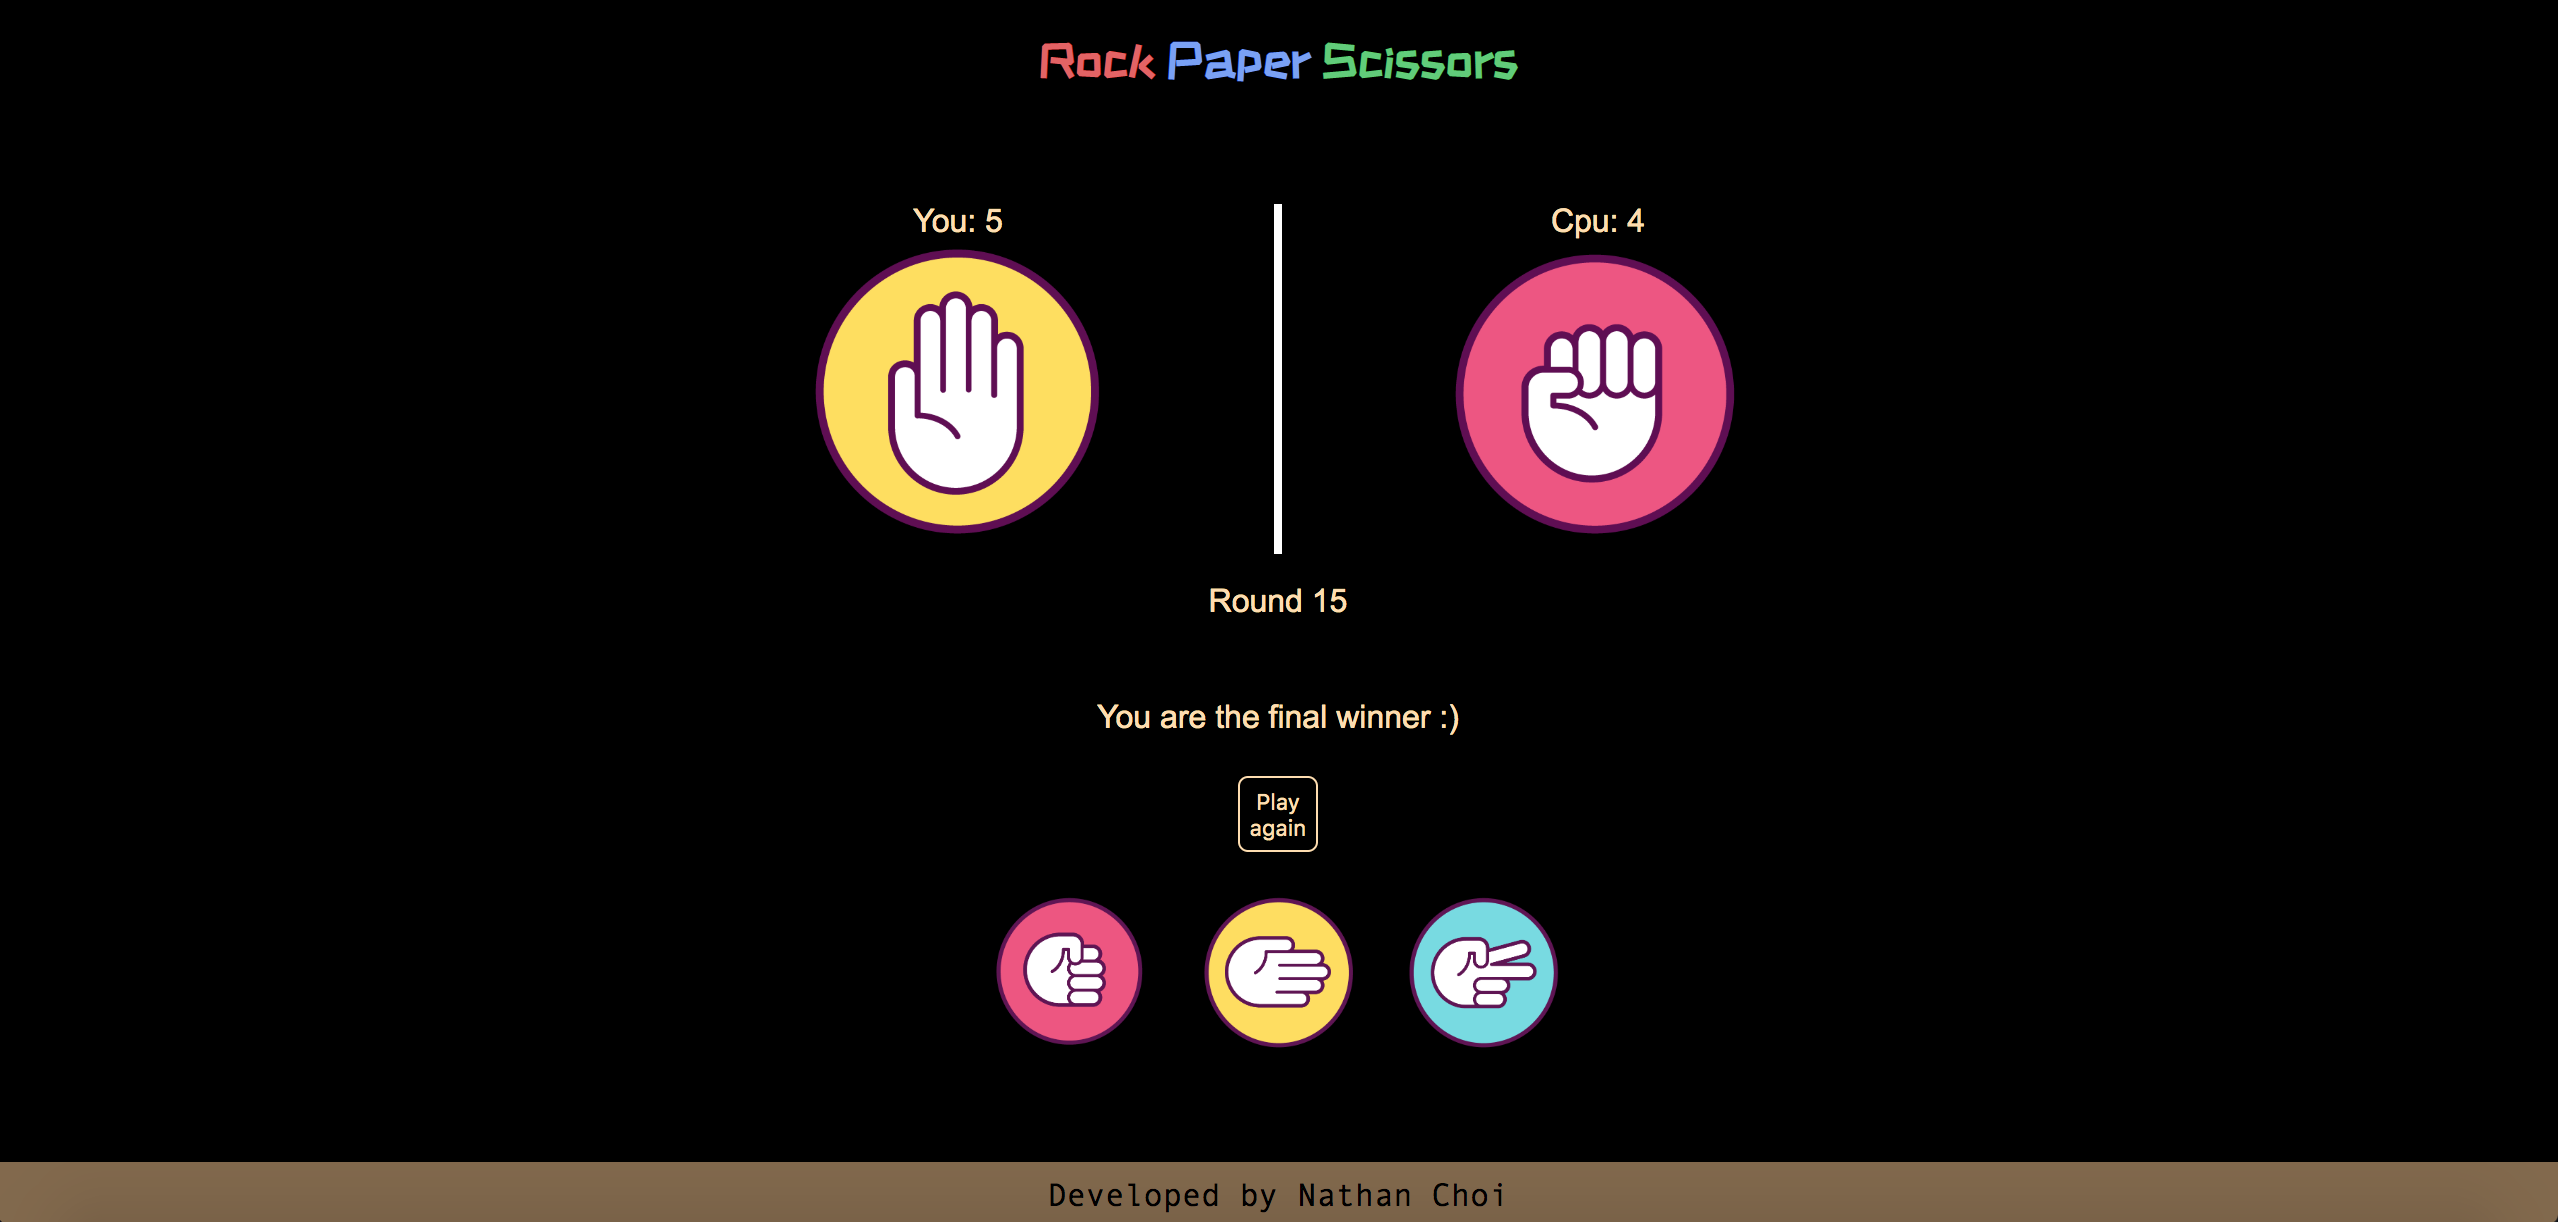 Rock Paper Scissors
You: 5
Cpu: 4
Round 15
You are the final winner :)
Play
again
Developed by Nathan Choi